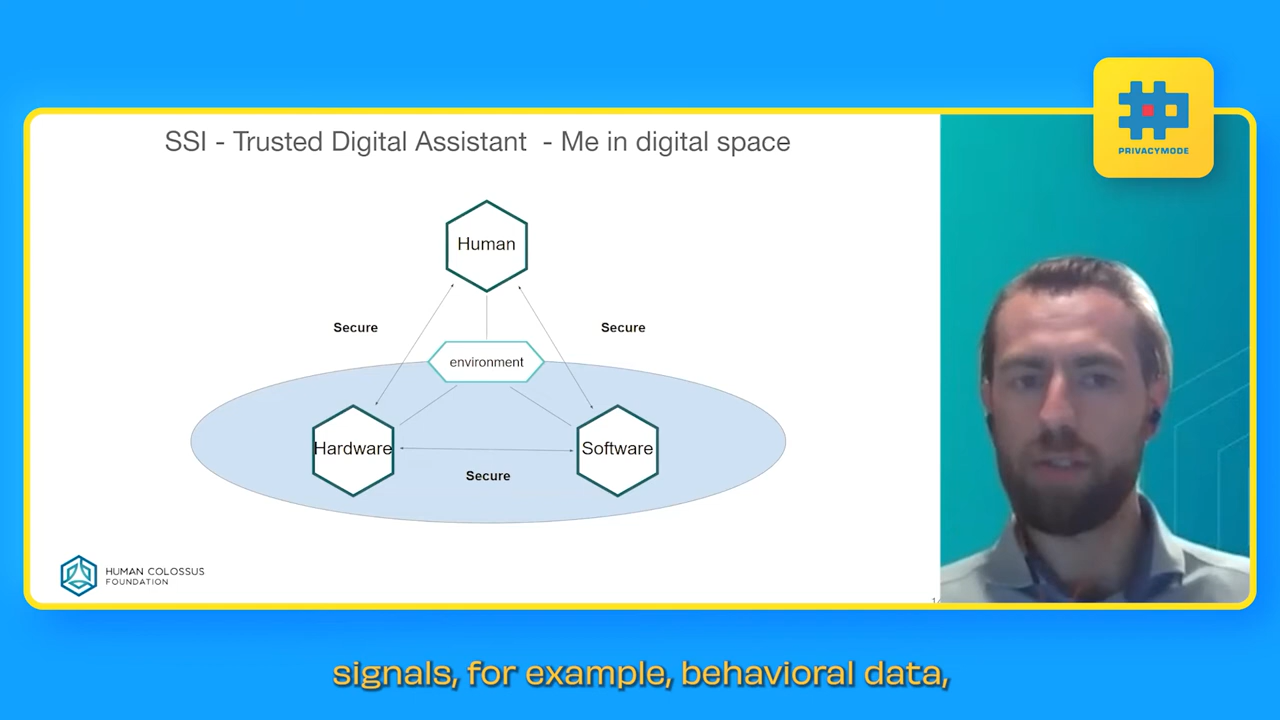 PRIVACYMODE
SSI - Trusted Digital Assistant - Me in digital space
Human
Secure
Secure
environment
Hardware
Software
Secure
HUMAN COLOSSUS
FOUNDATION
signals, for example, behavioral data,